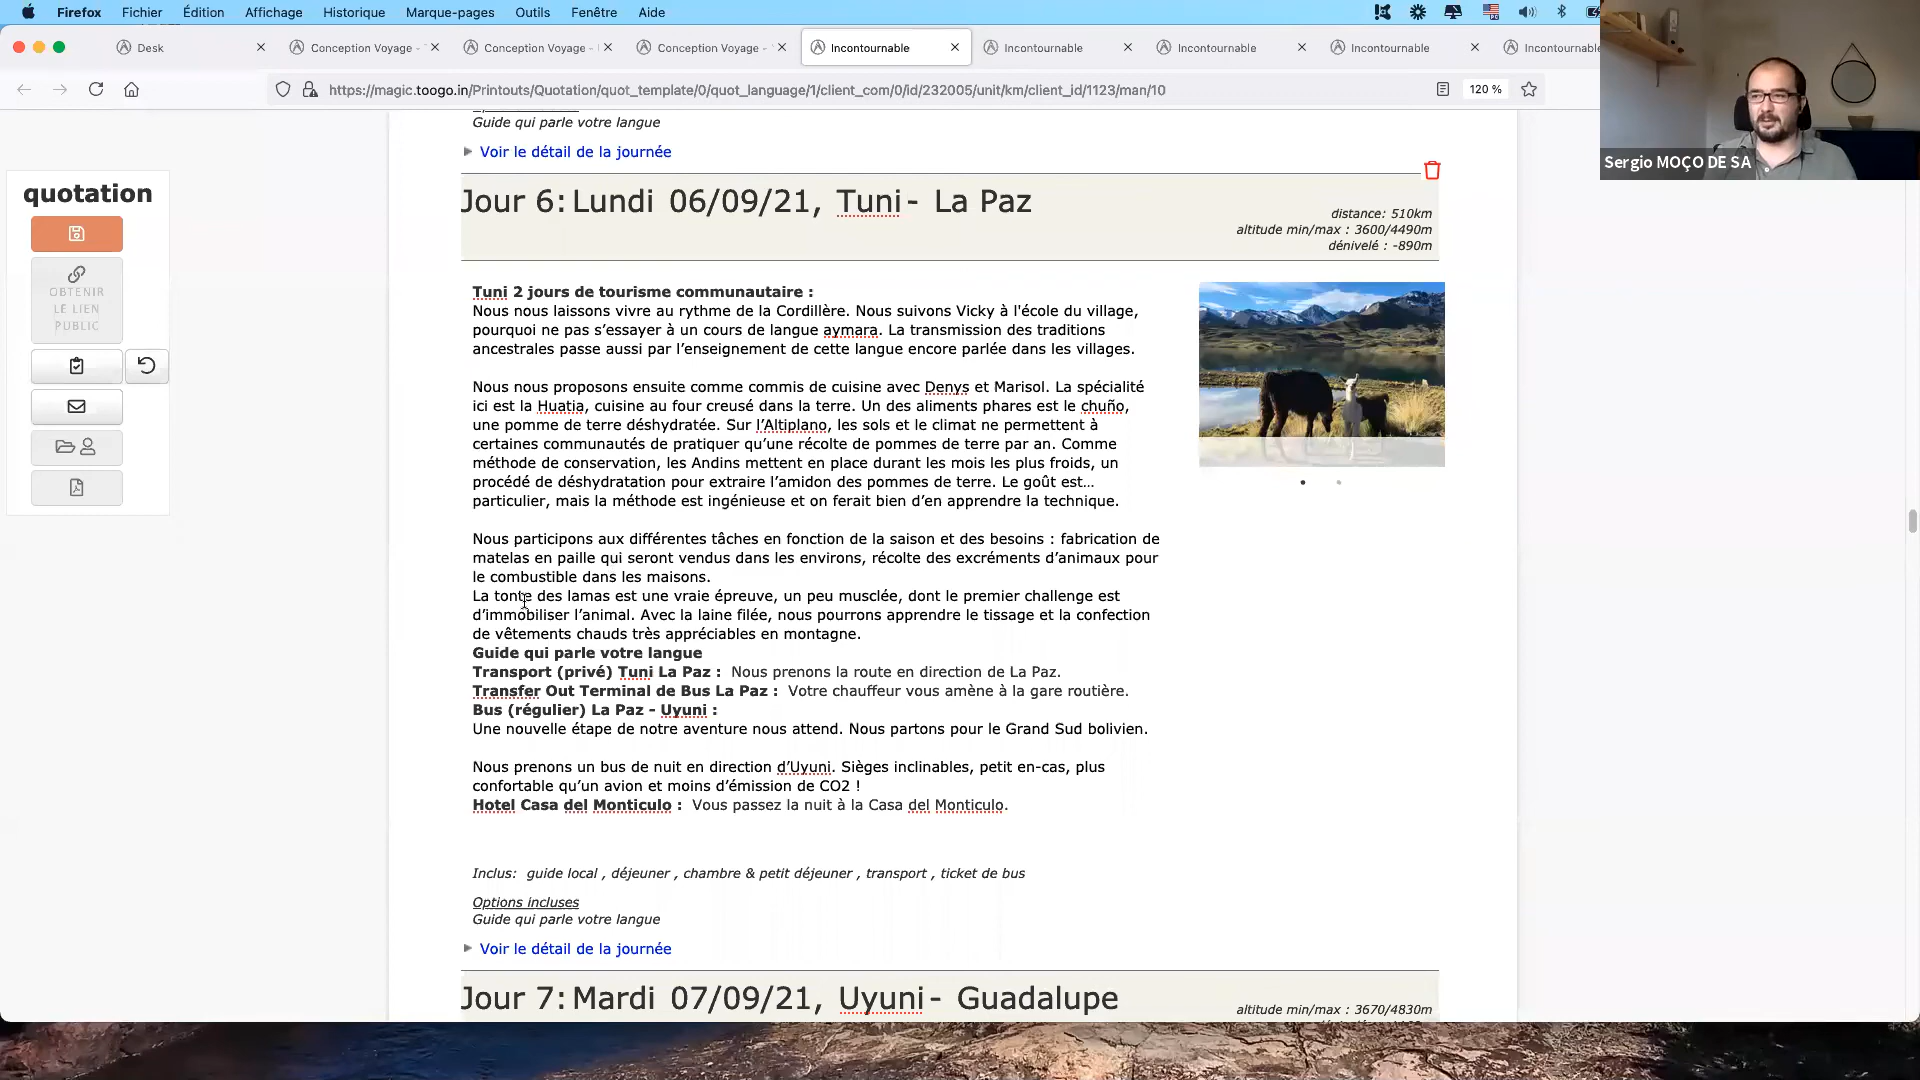 Firefox Fichier Édition Affichage Historique Marque-pages Outils Fenêtre Aide
Desk
Conception Voyage -
Conception Voyage -
Conception Voyage -
Incontournable
Incontournable
Incontournable
Incontournable
Incontournable
https://magic.toogo.in/Printouts/Quotation/quot_template/0/quot_language/1/client_com/0/id/232005/unit/km/client_id/1123/man/10
120 %
Sergio MOÇO DE SA
quotation
OBTENIR
LE LIEN
PUBLIC
Guide qui parle votre langue
Voir le détail de la journée
Jour 6: Lundi 06/09/21, Tuni- La Paz
distance: 510km
altitude min/max : 3600/4490m
dénivelé : -890m
Tuni 2 jours de tourisme communautaire :
Nous nous laissons vivre au rythme de la Cordillère. Nous suivons Vicky à l'école du village,
pourquoi ne pas s’essayer à un cours de langue aymara. La transmission des traditions
ancestrales passe aussi par l’enseignement de cette langue encore parlée dans les villages.
Nous nous proposons ensuite comme commis de cuisine avec Denys et Marisol. La spécialité
ici est la Huatia, cuisine au four creusé dans la terre. Un des aliments phares est le chuño,
une pomme de terre déshydratée. Sur l’Altiplano, les sols et le climat ne permettent à
certaines communautés de pratiquer qu’une récolte de pommes de terre par an. Comme
méthode de conservation, les Andins mettent en place durant les mois les plus froids, un
procédé de déshydratation pour extraire l’amidon des pommes de terre. Le goût est…
particulier, mais la méthode est ingénieuse et on ferait bien d’en apprendre la technique.
Nous participons aux différentes tâches en fonction de la saison et des besoins : fabrication de
matelas en paille qui seront vendus dans les environs, récolte des excréments d’animaux pour
le combustible dans les maisons.
La tonte des lamas est une vraie épreuve, un peu musclée, dont le premier challenge est
d’immobiliser l’animal. Avec la laine filée, nous pourrons apprendre le tissage et la confection
de vêtements chauds très appréciables en montagne.
Guide qui parle votre langue
Transport (privé) Tuni La Paz : Nous prenons la route en direction de La Paz.
Transfer Out Terminal de Bus La Paz : Votre chauffeur vous amène à la gare routière.
Bus (régulier) La Paz - Uyuni :
Une nouvelle étape de notre aventure nous attend. Nous partons pour le Grand Sud bolivien.
Nous prenons un bus de nuit en direction d’Uyuni. Sièges inclinables, petit en-cas, plus
confortable qu’un avion et moins d’émission de CO2 !
Hotel Casa del Monticulo : Vous passez la nuit à la Casa del Monticulo.
Inclus: guide local , déjeuner , chambre & petit déjeuner , transport , ticket de bus
Options incluses
Guide qui parle votre langue
Voir le détail de la journée
Jour 7: Mardi 07/09/21, Uyuni- Guadalupe
altitude min/max : 3670/4830m